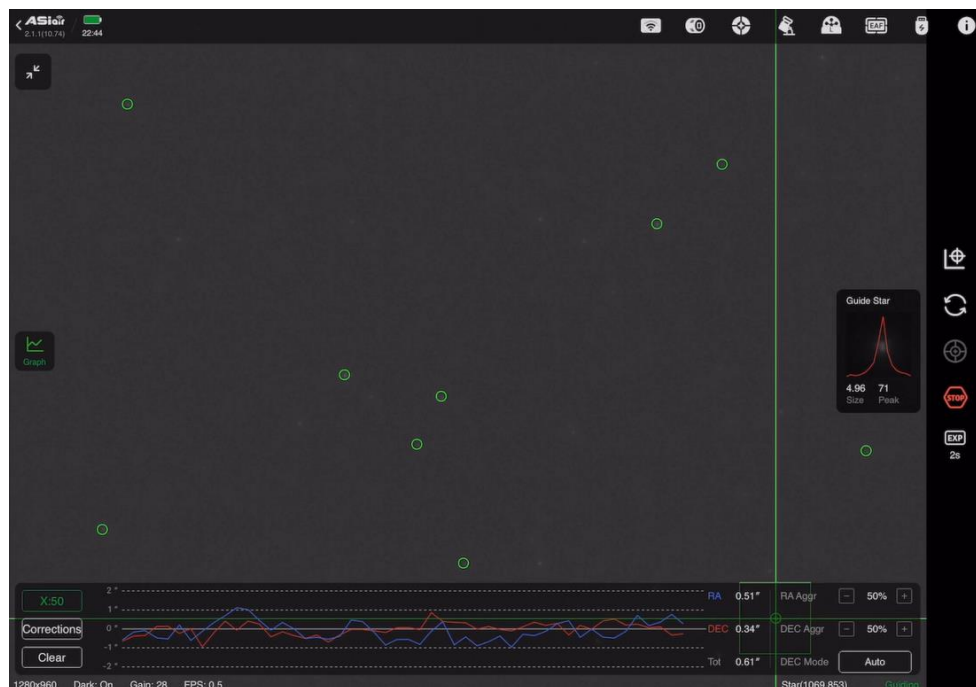 ASiair
2.1.1(10.74)
22:44
L
EAF
i
Graph
Guide Star
4.96 71
Size Peak
STOP
EXP
2s
X:50
Corrections
Clear
2 "
1 "
0 "
-1 "
-2 "
RA 0.51"
DEC 0.34"
Tot 0.61"
RA Aggr - 50% +
DEC Aggr - 50% +
DEC Mode Auto
1280x960 Dark: On Gain: 28 FPS: 0.5 Star(1069,853) Guiding